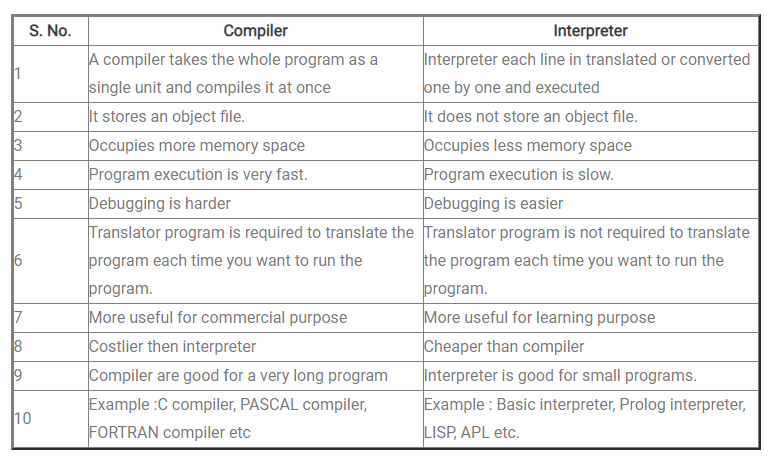 S. No. Compiler Interpreter
1 A compiler takes the whole program as a single unit and compiles it at once Interpreter each line in translated or converted one by one and executed
2 It stores an object file. It does not store an object file.
3 Occupies more memory space Occupies less memory space
4 Program execution is very fast. Program execution is slow.
5 Debugging is harder Debugging is easier
6 Translator program is required to translate the program each time you want to run the program. Translator program is not required to translate the program each time you want to run the program.
7 More useful for commercial purpose More useful for learning purpose
8 Costlier then interpreter Cheaper than compiler
9 Compiler are good for a very long program Interpreter is good for small programs.
10 Example :C compiler, PASCAL compiler, FORTRAN compiler etc Example : Basic interpreter, Prolog interpreter, LISP, APL etc.